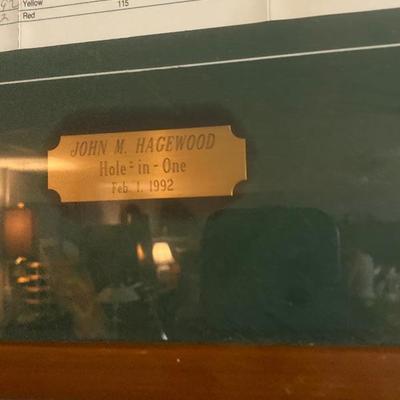 Yellow 115
Red
JOHN M. HAGEWOOD
Hole - in - One
Feb 1, 1992